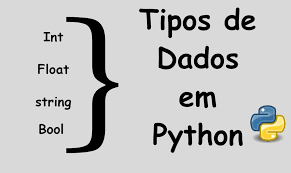 Int
Float
string
Bool
Tipos de
Dados
em
Python